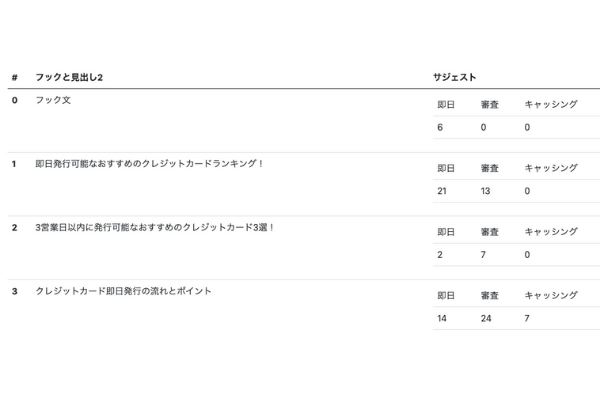 # フックと見出し2 サジェスト
0 フック文 即日 審査 キャッシング
6 0 0
1 即日発行可能なおすすめのクレジットカードランキング！ 即日 審査 キャッシング
21 13 0
2 3営業日以内に発行可能なおすすめのクレジットカード3選！ 即日 審査 キャッシング
2 7 0
3 クレジットカード即日発行の流れとポイント 即日 審査 キャッシング
14 24 7